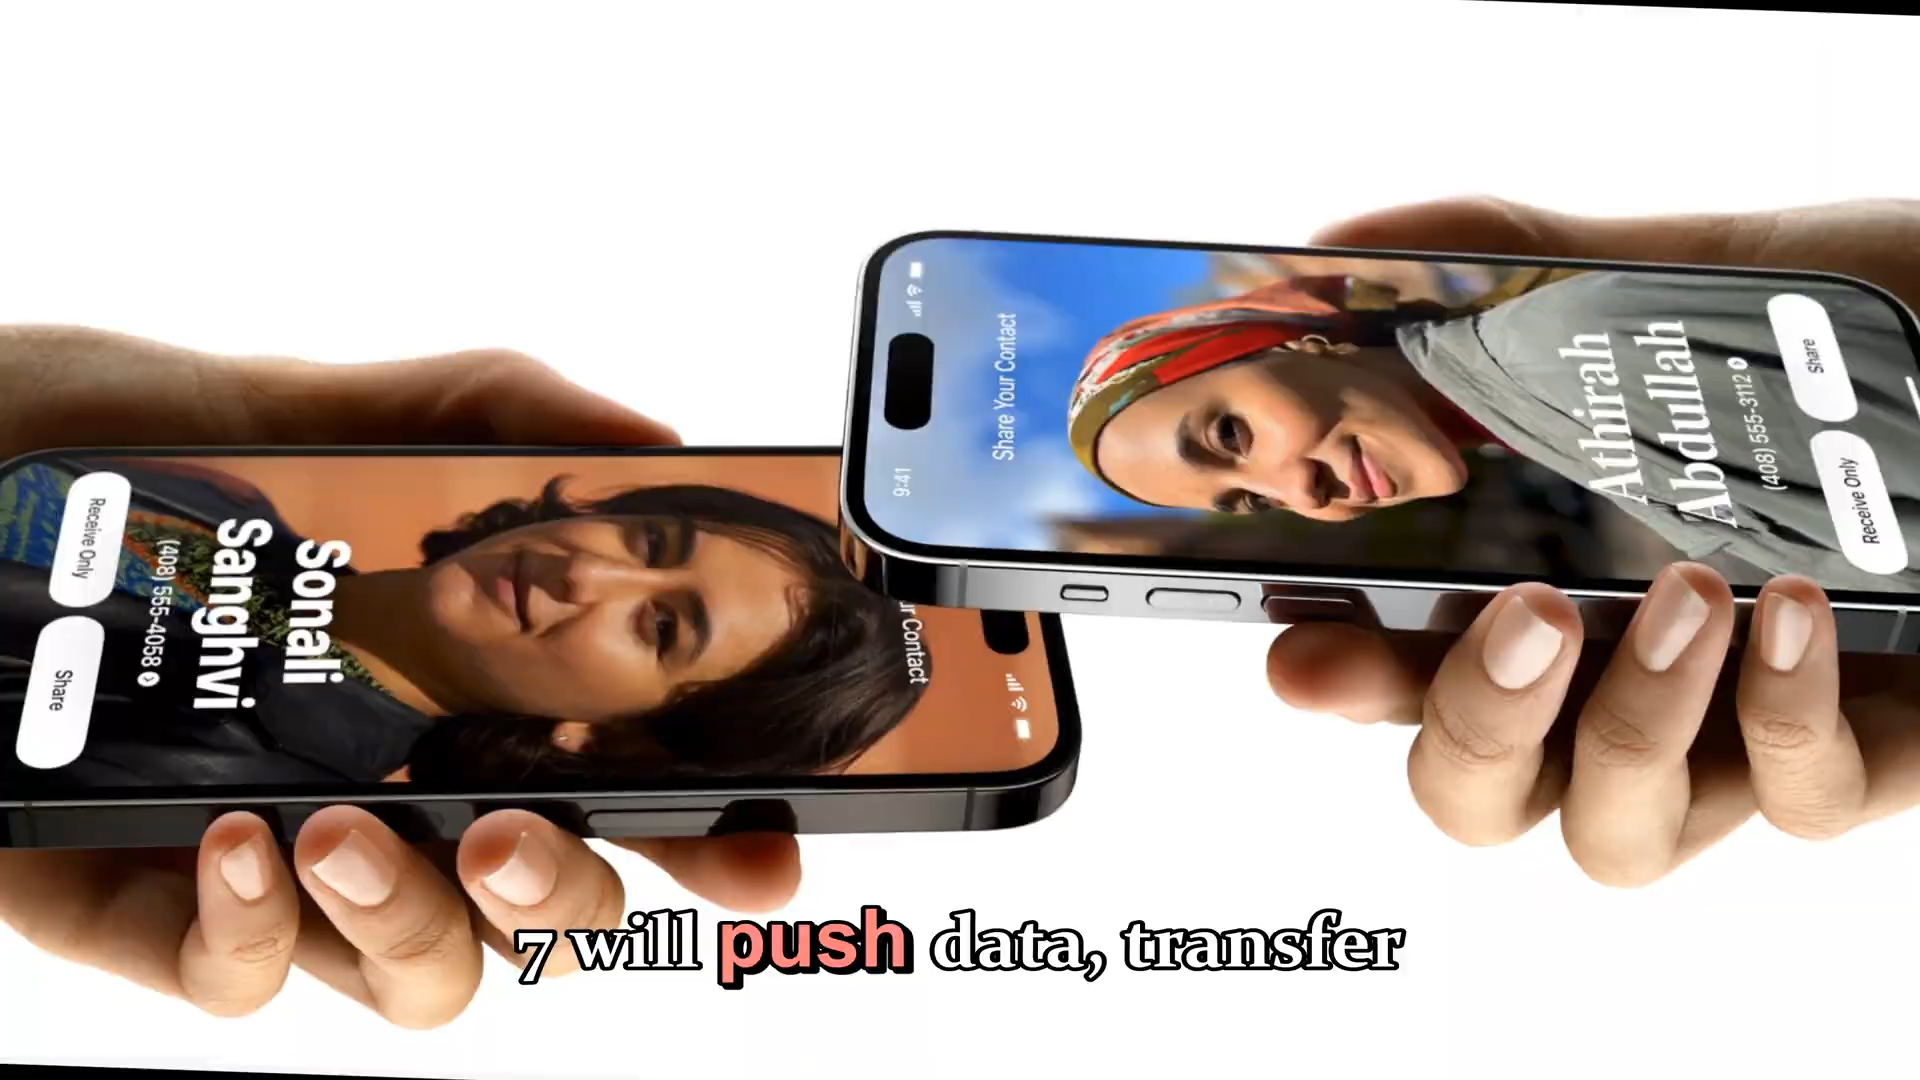 9:41
Share Your Contact
Athirah
Abdullah
(408) 555-3112
Receive Only
Share
ur Contact
Sonali
Sanghvi
(408) 555-4058
Receive Only
Share
7 will push data, transfer